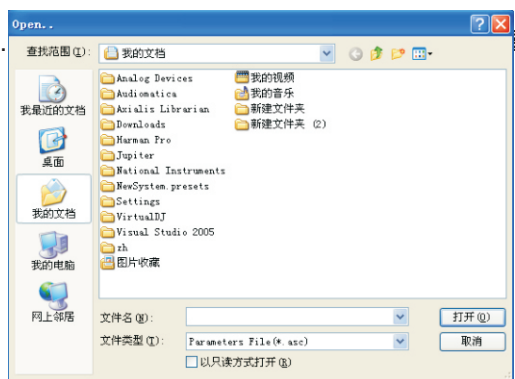 Open..
查找范围(I):
我的文档
我最近的文档
桌面
我的文档
我的电脑
网上邻居
Analog Devices
Audiomatica
Axialis Librarian
Downloads
Harman Pro
Jupiter
National Instruments
NewSystem.presets
Settings
VirtualDJ
Visual Studio 2005
zh
图片收藏
我的视频
我的音乐
新建文件夹
新建文件夹 (2)
文件名(N):
打开(O)
文件类型(T):
Parameters File(*.asc)
取消
以只读方式打开(R)